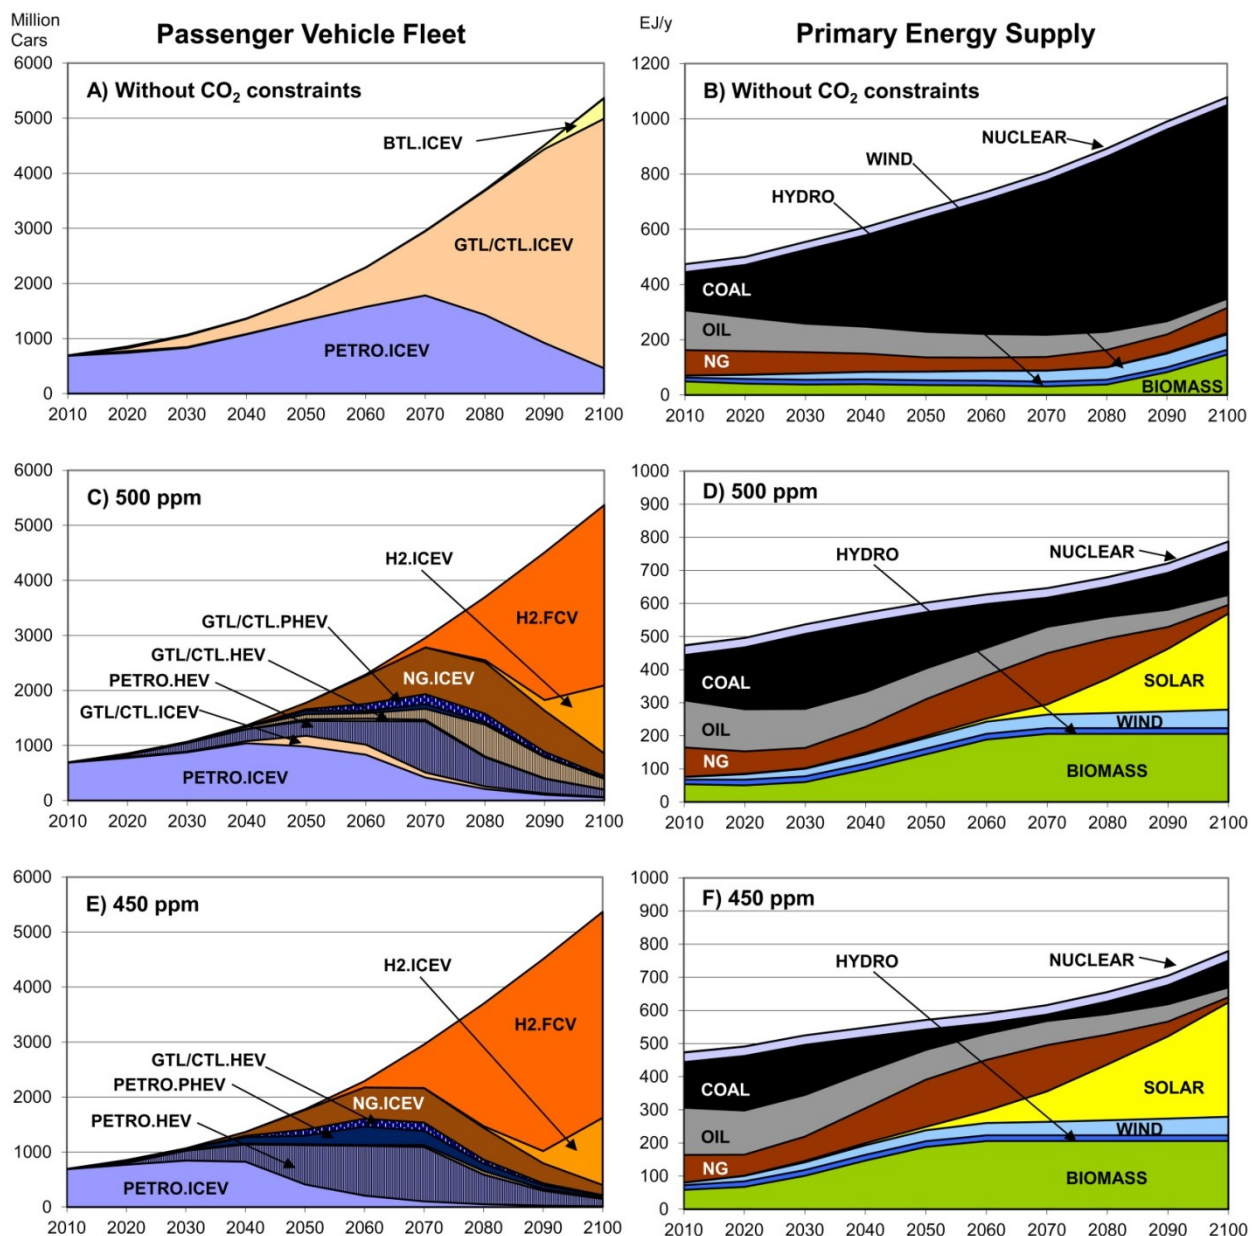 Million
Cars
Passenger Vehicle Fleet
EJ/y
Primary Energy Supply
A) Without CO₂ constraints
6000
5000
4000
3000
2000
1000
0
BTL.ICEV
GTL/CTL.ICEV
PETRO.ICEV
2010 2020 2030 2040 2050 2060 2070 2080 2090 2100
B) Without CO₂ constraints
1200
1000
800
600
400
200
0
NUCLEAR
WIND
HYDRO
COAL
OIL
NG
BIOMASS
2010 2020 2030 2040 2050 2060 2070 2080 2090 2100
C) 500 ppm
6000
5000
4000
3000
2000
1000
0
H2.ICEV
H2.FCV
GTL/CTL.PHEV
GTL/CTL.HEV
NG.ICEV
PETRO.HEV
GTL/CTL.ICEV
PETRO.ICEV
2010 2020 2030 2040 2050 2060 2070 2080 2090 2100
D) 500 ppm
1000
900
800
700
600
500
400
300
200
100
0
HYDRO
NUCLEAR
COAL
OIL
NG
SOLAR
WIND
BIOMASS
2010 2020 2030 2040 2050 2060 2070 2080 2090 2100
E) 450 ppm
6000
5000
4000
3000
2000
1000
0
H2.ICEV
H2.FCV
GTL/CTL.HEV
PETRO.PHEV
NG.ICEV
PETRO.HEV
PETRO.ICEV
2010 2020 2030 2040 2050 2060 2070 2080 2090 2100
F) 450 ppm
1000
900
800
700
600
500
400
300
200
100
0
HYDRO
NUCLEAR
COAL
OIL
NG
SOLAR
WIND
BIOMASS
2010 2020 2030 2040 2050 2060 2070 2080 2090 2100